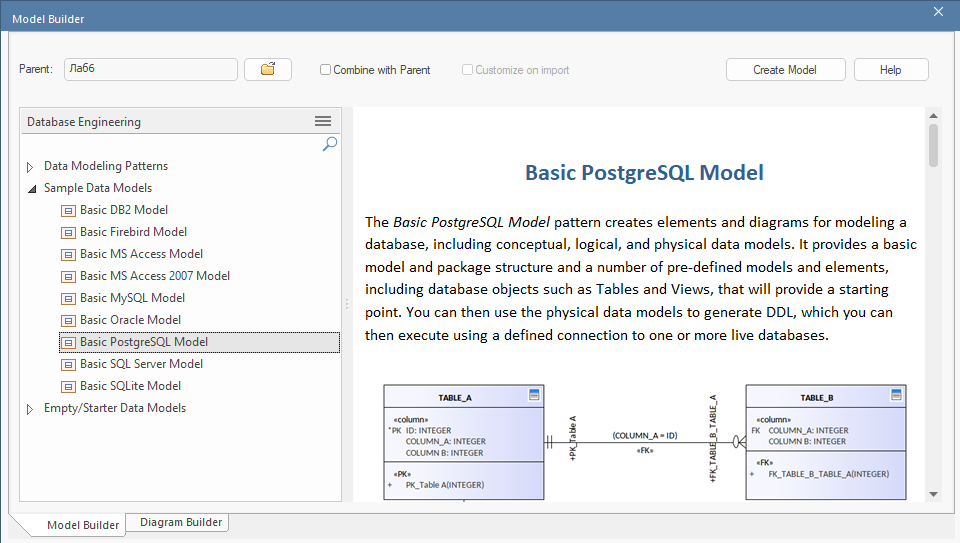 Model Builder
Parent:
Лаб6
Combine with Parent
Customize on import
Create Model
Help
Database Engineering
Data Modeling Patterns
Sample Data Models
Basic DB2 Model
Basic Firebird Model
Basic MS Access Model
Basic MS Access 2007 Model
Basic MySQL Model
Basic Oracle Model
Basic PostgreSQL Model
Basic SQL Server Model
Basic SQLite Model
Empty/Starter Data Models
Basic PostgreSQL Model
The Basic PostgreSQL Model pattern creates elements and diagrams for modeling a
database, including conceptual, logical, and physical data models. It provides a basic
model and package structure and a number of pre-defined models and elements,
including database objects such as Tables and Views, that will provide a starting
point. You can then use the physical data models to generate DDL, which you can
then execute using a defined connection to one or more live databases.
TABLE_A
«column»
*PK ID: INTEGER
COLUMN_A: INTEGER
COLUMN B: INTEGER
«PK»
+ PK_Table A(INTEGER)
+PK_Table A
(COLUMN_A = ID)
«FK»
+FK_TABLE_B_TABLE_A
TABLE_B
«column»
FK COLUMN_A: INTEGER
COLUMN B: INTEGER
«FK»
+ FK_TABLE_B_TABLE_A(INTEGER)
Model Builder
Diagram Builder